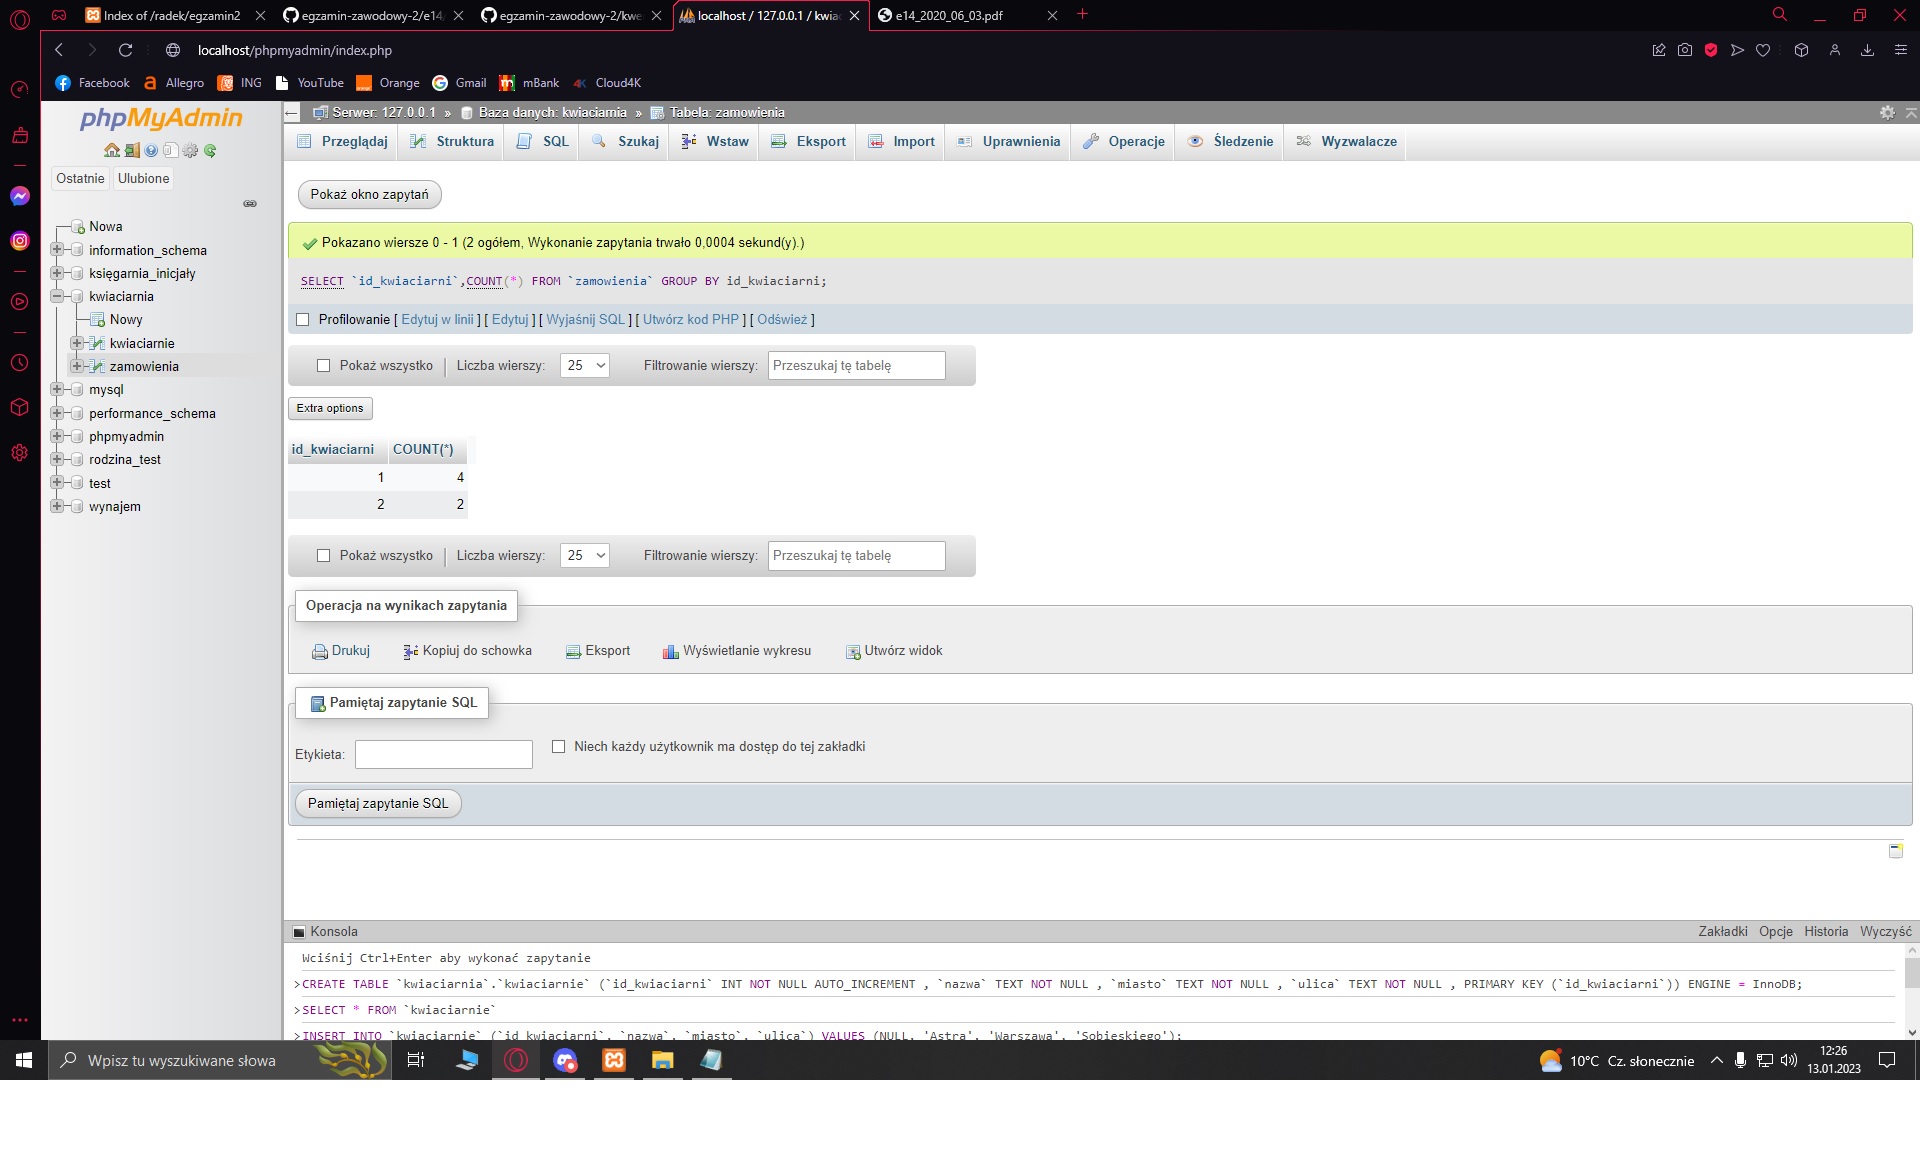 Index of /radek/egzamin2
egzamin-zawodowy-2/e14
egzamin-zawodowy-2/kwe
localhost / 127.0.0.1 / kwia
e14_2020_06_03.pdf
localhost/phpmyadmin/index.php
Facebook
Allegro
ING
YouTube
Orange
Gmail
mBank
4K
Cloud4K
phpMyAdmin
Ostatnie
Ulubione
Nowa
information_schema
księgarnia_inicjały
kwiaciarnia
Nowy
kwiaciarnie
zamowienia
mysql
performance_schema
phpmyadmin
rodzina_test
test
wynajem
Serwer: 127.0.0.1 » Baza danych: kwiaciarnia » Tabela: zamowienia
Przeglądaj
Struktura
SQL
Szukaj
Wstaw
Eksport
Import
Uprawnienia
Operacje
Śledzenie
Wyzwalacze
Pokaż okno zapytań
Pokazano wiersze 0 - 1 (2 ogółem, Wykonanie zapytania trwało 0,0004 sekund(y).)
SELECT `id_kwiaciarni`,COUNT(*) FROM `zamowienia` GROUP BY id_kwiaciarni;
Profilowanie [ Edytuj w linii ] [ Edytuj ] [ Wyjaśnij SQL ] [ Utwórz kod PHP ] [ Odśwież ]
Pokaż wszystko | Liczba wierszy: 25 Filtrowanie wierszy: Przeszukaj tę tabelę
Extra options
id_kwiaciarni COUNT(*)
1 4
2 2
Pokaż wszystko | Liczba wierszy: 25 Filtrowanie wierszy: Przeszukaj tę tabelę
Operacja na wynikach zapytania
Drukuj
Kopiuj do schowka
Eksport
Wyświetlanie wykresu
Utwórz widok
Pamiętaj zapytanie SQL
Etykieta:
Niech każdy użytkownik ma dostęp do tej zakładki
Pamiętaj zapytanie SQL
Konsola
Zakładki Opcje Historia Wyczyść
Wciśnij Ctrl+Enter aby wykonać zapytanie
>CREATE TABLE `kwiaciarnia`.`kwiaciarnie` (`id_kwiaciarni` INT NOT NULL AUTO_INCREMENT , `nazwa` TEXT NOT NULL , `miasto` TEXT NOT NULL , `ulica` TEXT NOT NULL , PRIMARY KEY (`id_kwiaciarni`)) ENGINE = InnoDB;
>SELECT * FROM `kwiaciarnie`
>INSERT INTO `kwiaciarnie` (`id_kwiaciarni`, `nazwa`, `miasto`, `ulica`) VALUES (NULL, 'Astra', 'Warszawa', 'Sobieskiego');
Wpisz tu wyszukiwane słowa
10°C Cz. słonecznie
12:26
13.01.2023